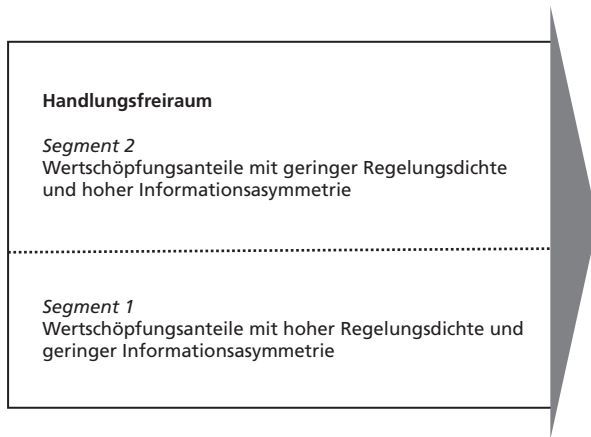 Handlungsfreiraum
Segment 2
Wertschöpfungsanteile mit geringer Regelungsdichte
und hoher Informationsasymmetrie
Segment 1
Wertschöpfungsanteile mit hoher Regelungsdichte und
geringer Informationsasymmetrie